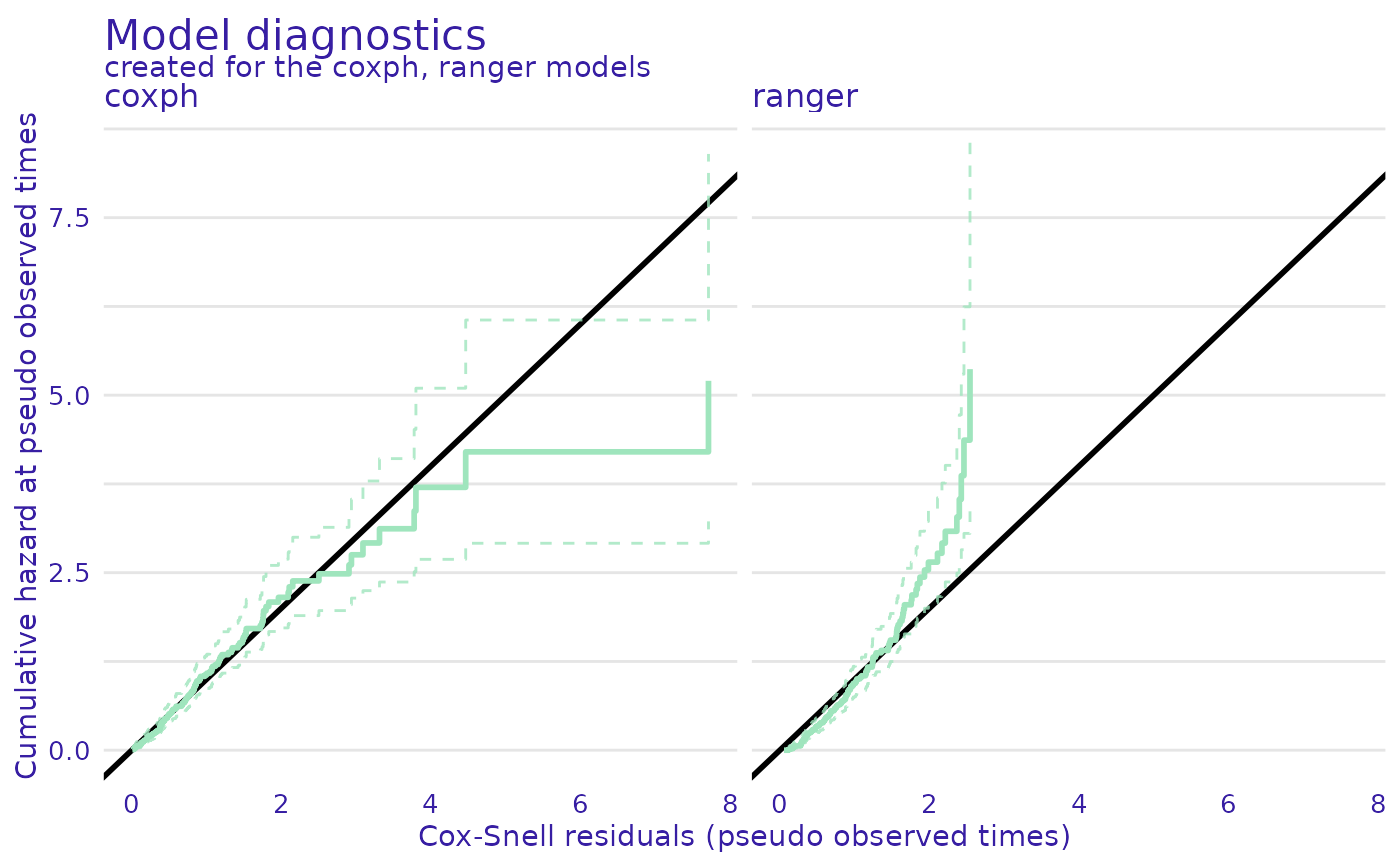 Model diagnostics
created for the coxph, ranger models
coxph
ranger
Cumulative hazard at pseudo observed times
7.5
5.0
2.5
0.0
0 2 4 6 8
0 2 4 6 8
Cox-Snell residuals (pseudo observed times)